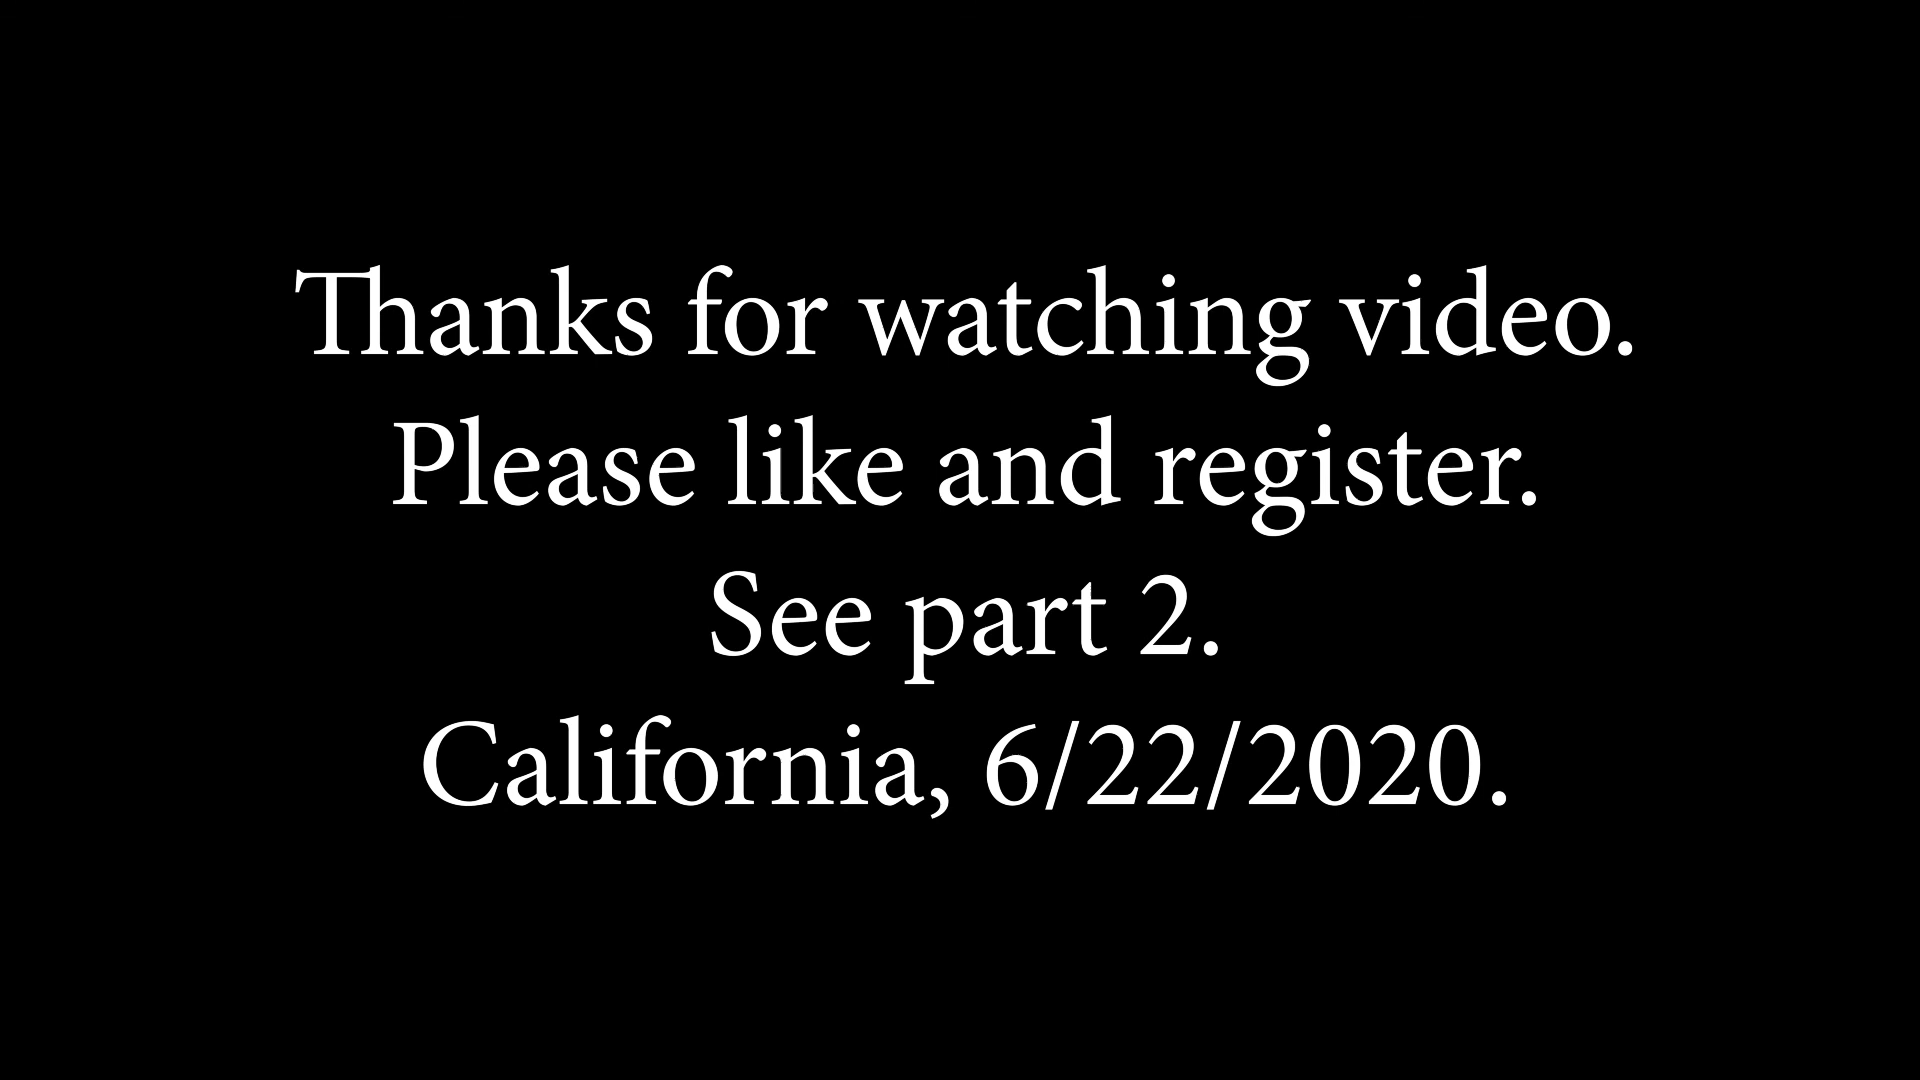 Thanks for watching video.
Please like and register.
See part 2.
California, 6/22/2020.